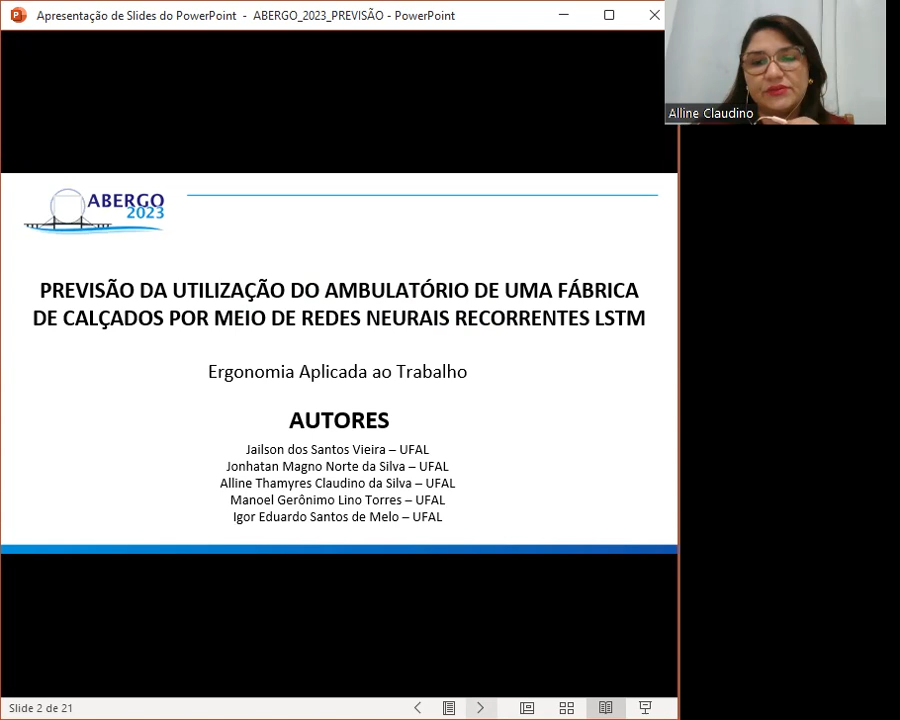 Apresentação de Slides do PowerPoint - ABERGO_2023_PREVISÃO - PowerPoint
Alline Claudino
ABERGO
2023
PREVISÃO DA UTILIZAÇÃO DO AMBULATÓRIO DE UMA FÁBRICA
DE CALÇADOS POR MEIO DE REDES NEURAIS RECORRENTES LSTM
Ergonomia Aplicada ao Trabalho
AUTORES
Jailson dos Santos Vieira – UFAL
Jonhatan Magno Norte da Silva – UFAL
Alline Thamyres Claudino da Silva – UFAL
Manoel Gerônimo Lino Torres – UFAL
Igor Eduardo Santos de Melo – UFAL
Slide 2 de 21